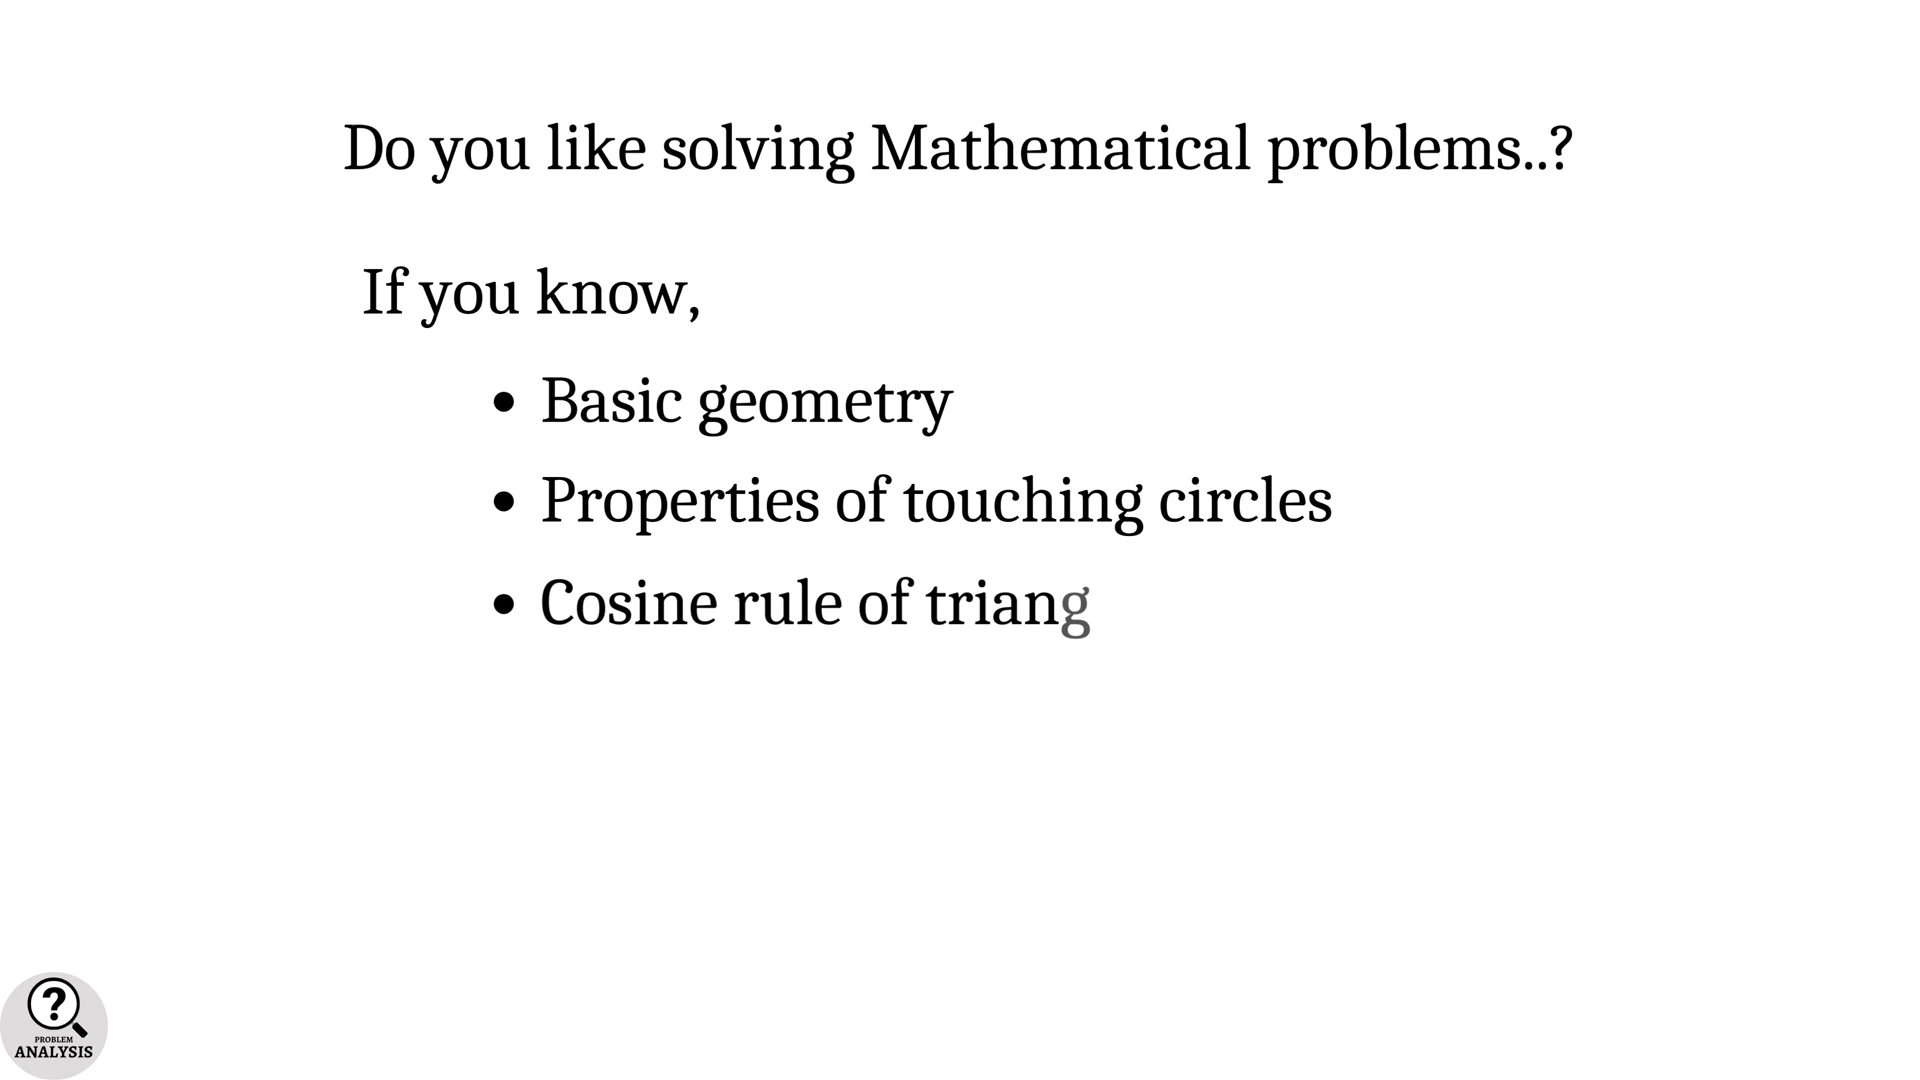 Do you like solving Mathematical problems..?
If you know,
• Basic geometry
• Properties of touching circles
• Cosine rule of triang
?
PROBLEM
ANALYSIS